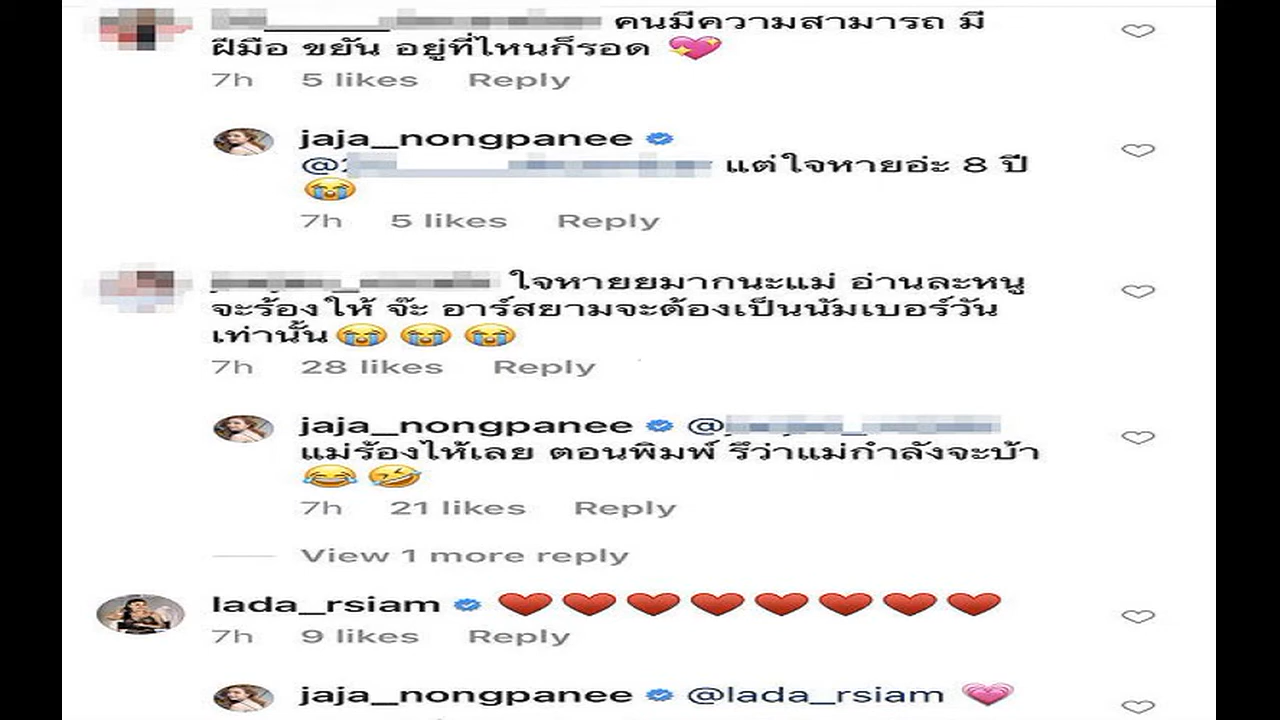 คนมีความสามารถ มี
ฝีมือ ขยัน อยู่ที่ไหนก็รอด 💖
7h 5 likes Reply
jaja_nongpanee
@ แต่ใจหายอ่ะ 8 ปี
😭
7h 5 likes Reply
ใจหายยมากนะแม่ อ่านละหนู
จะร้องให้ จ๊ะ อาร์สยามจะต้องเป็นนัมเบอร์วัน
เท่านั้น😭 😭 😭
7h 28 likes Reply
jaja_nongpanee @
แม่ร้องไห้เลย ตอนพิมพ์ รึว่าแม่กำลังจะบ้า
😂 🤣
7h 21 likes Reply
View 1 more reply
lada_rsiam ❤️ ❤️ ❤️ ❤️ ❤️ ❤️ ❤️ ❤️
7h 9 likes Reply
jaja_nongpanee @lada_rsiam 💗